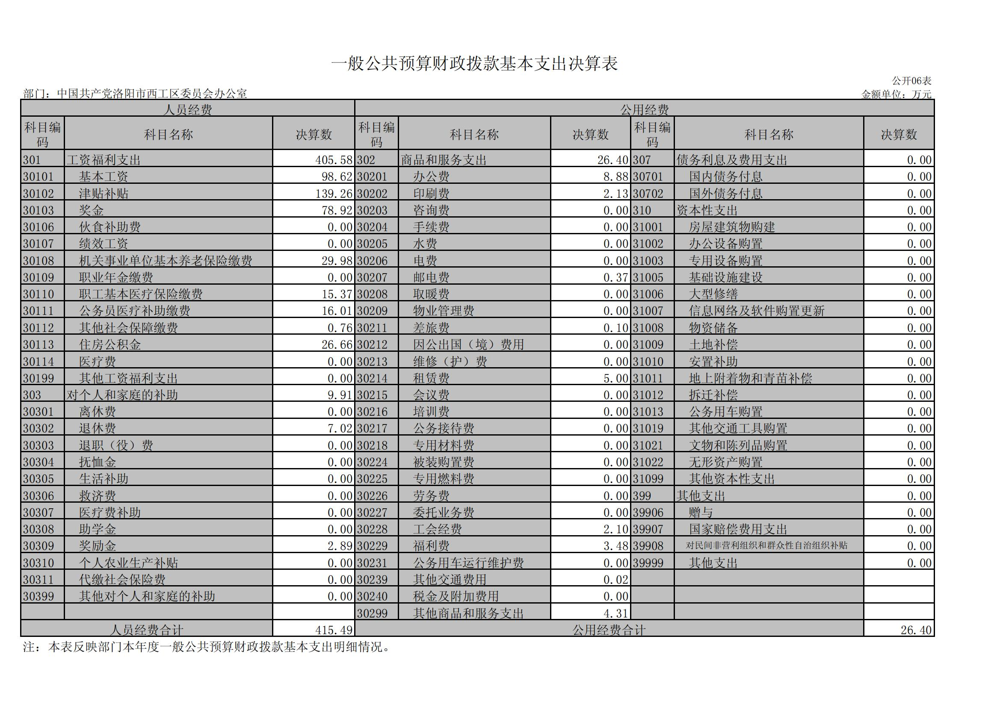 一般公共预算财政拨款基本支出决算表
公开06表
部门：中国共产党洛阳市西工区委员会办公室 金额单位：万元
人员经费 公用经费
科目编码 科目名称 决算数 科目编码 科目名称 决算数 科目编码 科目名称 决算数
301 工资福利支出 405.58 302 商品和服务支出 26.40 307 债务利息及费用支出 0.00
30101 基本工资 98.62 30201 办公费 8.88 30701 国内债务付息 0.00
30102 津贴补贴 139.26 30202 印刷费 2.13 30702 国外债务付息 0.00
30103 奖金 78.92 30203 咨询费 0.00 310 资本性支出 0.00
30106 伙食补助费 0.00 30204 手续费 0.00 31001 房屋建筑物购建 0.00
30107 绩效工资 0.00 30205 水费 0.00 31002 办公设备购置 0.00
30108 机关事业单位基本养老保险缴费 29.98 30206 电费 0.00 31003 专用设备购置 0.00
30109 职业年金缴费 0.00 30207 邮电费 0.37 31005 基础设施建设 0.00
30110 职工基本医疗保险缴费 15.37 30208 取暖费 0.00 31006 大型修缮 0.00
30111 公务员医疗补助缴费 16.01 30209 物业管理费 0.00 31007 信息网络及软件购置更新 0.00
30112 其他社会保障缴费 0.76 30211 差旅费 0.10 31008 物资储备 0.00
30113 住房公积金 26.66 30212 因公出国（境）费用 0.00 31009 土地补偿 0.00
30114 医疗费 0.00 30213 维修（护）费 0.00 31010 安置补助 0.00
30199 其他工资福利支出 0.00 30214 租赁费 5.00 31011 地上附着物和青苗补偿 0.00
303 对个人和家庭的补助 9.91 30215 会议费 0.00 31012 拆迁补偿 0.00
30301 离休费 0.00 30216 培训费 0.00 31013 公务用车购置 0.00
30302 退休费 7.02 30217 公务接待费 0.00 31019 其他交通工具购置 0.00
30303 退职（役）费 0.00 30218 专用材料费 0.00 31021 文物和陈列品购置 0.00
30304 抚恤金 0.00 30224 被装购置费 0.00 31022 无形资产购置 0.00
30305 生活补助 0.00 30225 专用燃料费 0.00 31099 其他资本性支出 0.00
30306 救济费 0.00 30226 劳务费 0.00 399 其他支出 0.00
30307 医疗费补助 0.00 30227 委托业务费 0.00 39906 赠与 0.00
30308 助学金 0.00 30228 工会经费 2.10 39907 国家赔偿费用支出 0.00
30309 奖励金 2.89 30229 福利费 3.48 39908 对民间非营利组织和群众性自治组织补贴 0.00
30310 个人农业生产补贴 0.00 30231 公务用车运行维护费 0.00 39999 其他支出 0.00
30311 代缴社会保险费 0.00 30239 其他交通费用 0.02
30399 其他对个人和家庭的补助 0.00 30240 税金及附加费用 0.00
30299 其他商品和服务支出 4.31
人员经费合计 415.49 公用经费合计 26.40
注：本表反映部门本年度一般公共预算财政拨款基本支出明细情况。